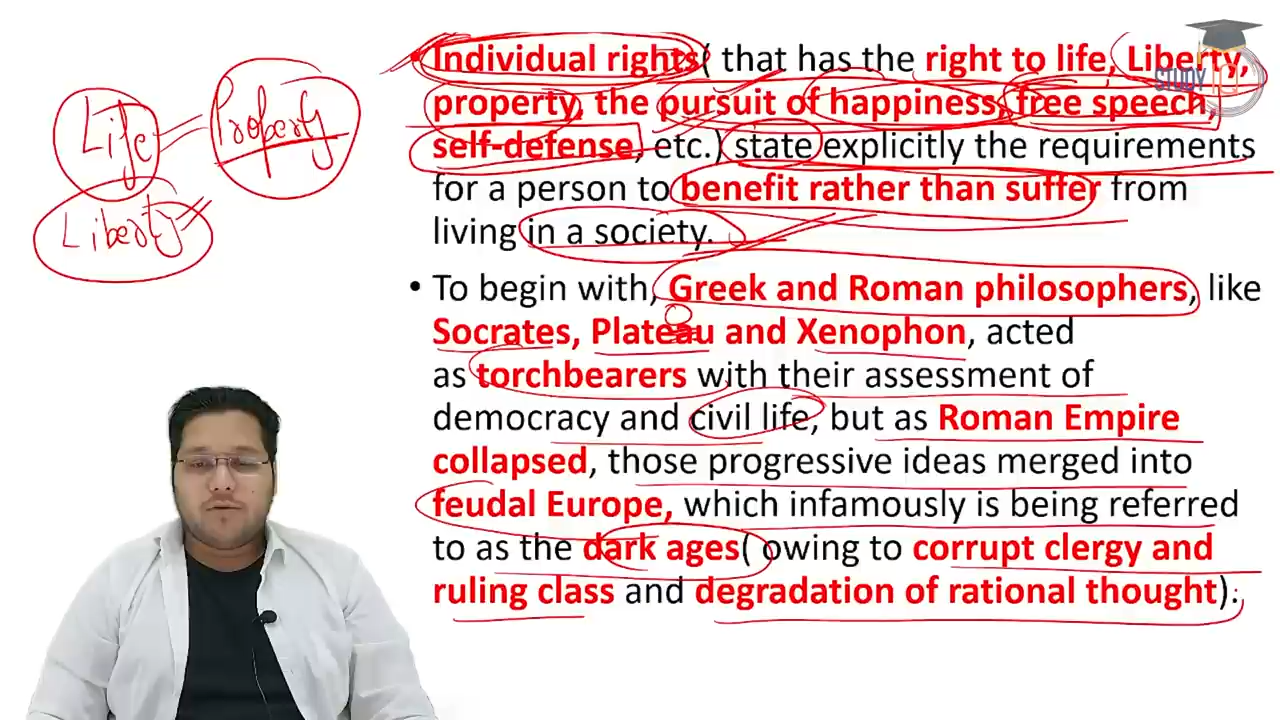 Individual rights( that has the right to life, Liberty,
property, the pursuit of happiness, free speech,
self-defense, etc.) state explicitly the requirements
for a person to benefit rather than suffer from
living in a society.
• To begin with, Greek and Roman philosophers, like
Socrates, Plateau and Xenophon, acted
as torchbearers with their assessment of
democracy and civil life, but as Roman Empire
collapsed, those progressive ideas merged into
feudal Europe, which infamously is being referred
to as the dark ages( owing to corrupt clergy and
ruling class and degradation of rational thought).
Life = Property
Liberty =
STUDY IQ